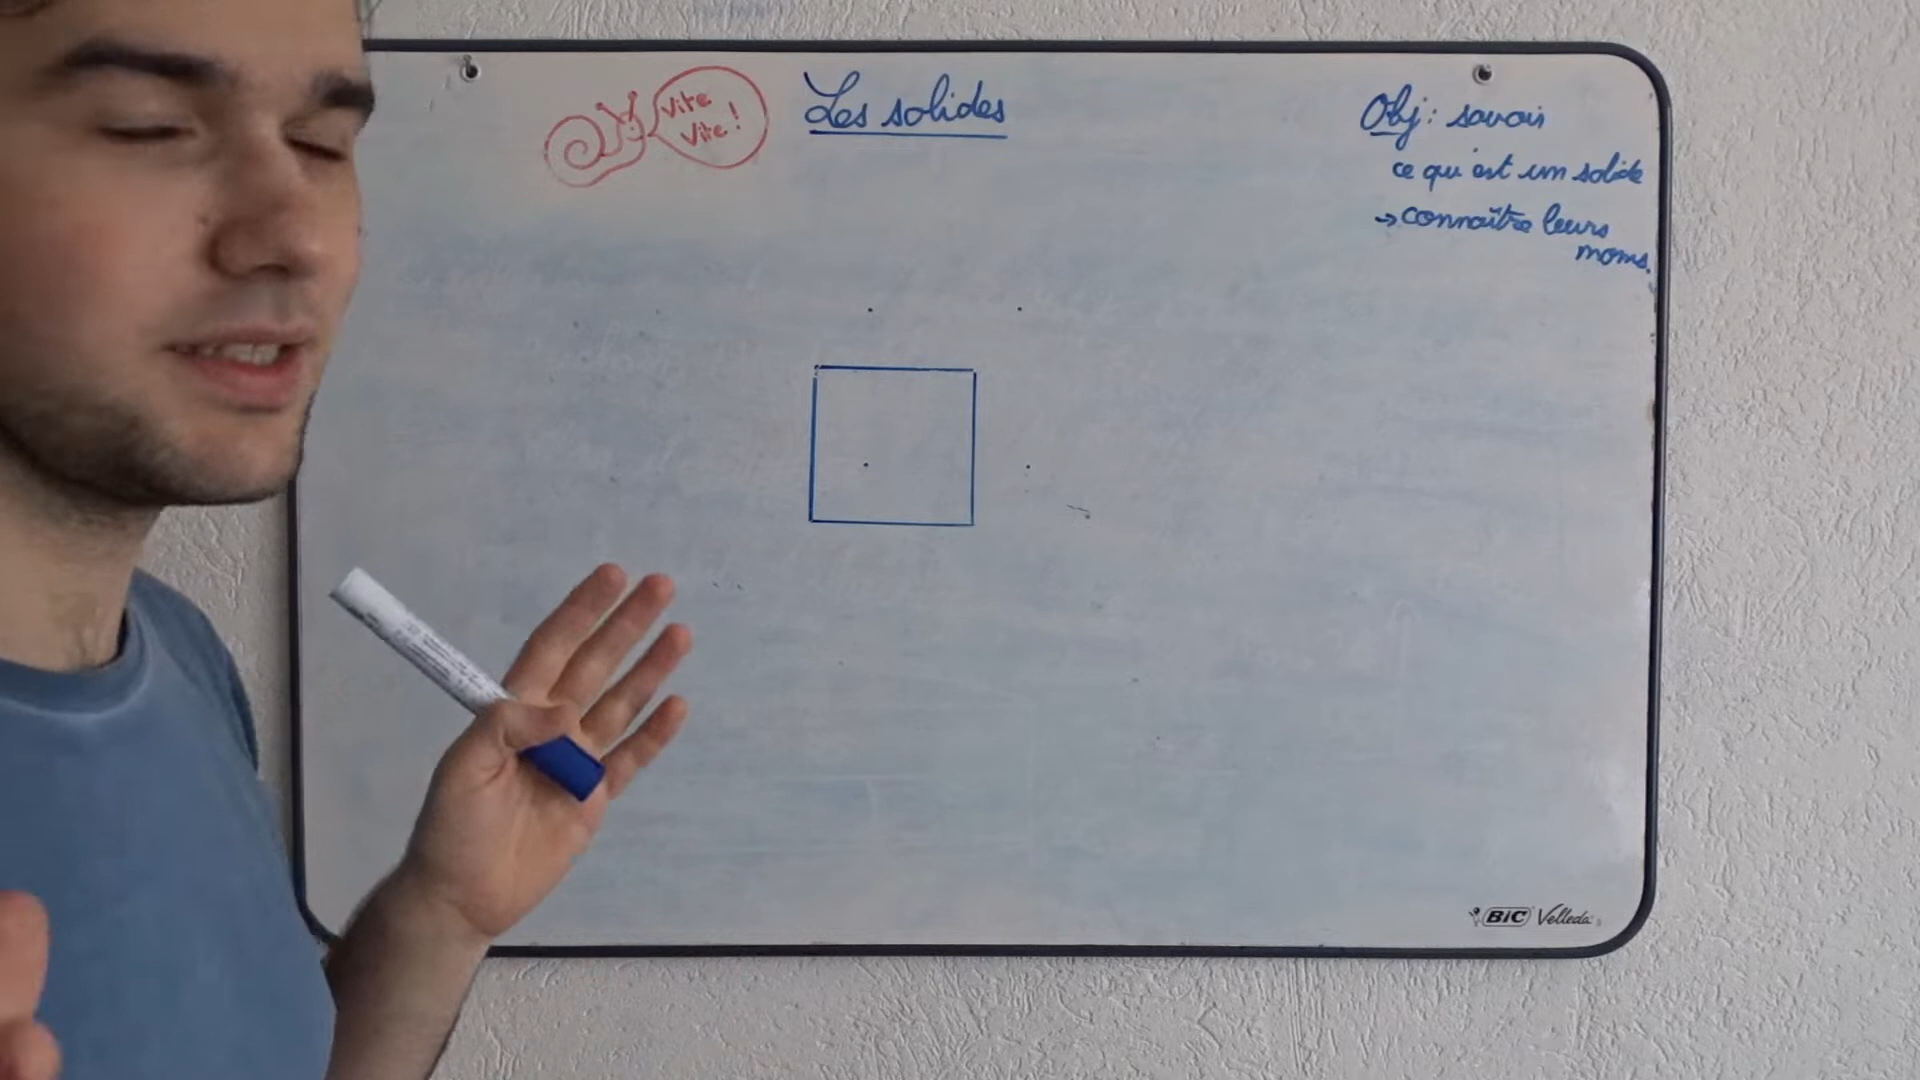 Vite
Vite !
Les solides
Obj : savoir
ce qu'est un solide
→ connaître leurs
noms.
BIC Velleda